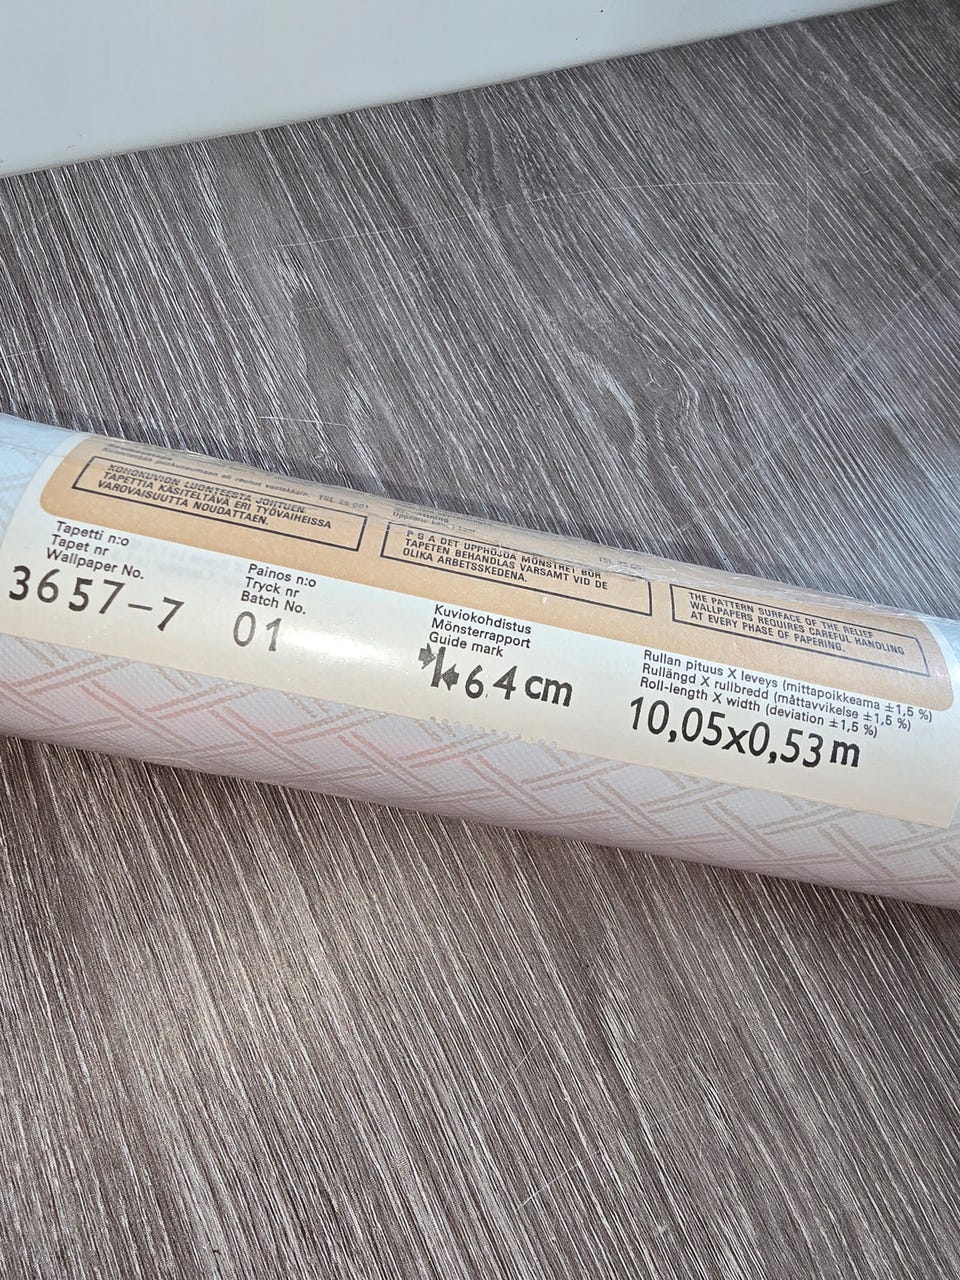 KOHOKUVION LUONTEESTA JOHTUEN
TAPETTIA KÄSITELTÄVÄ ERI TYÖVAIHEISSA
VAROVAISUUTTA NOUDATTAEN.
P G A DET UPPHÖJDA MÖNSTRET BÖR
TAPETEN BEHANDLAS VARSAMT VID DE
OLIKA ARBETSSKEDENA.
THE PATTERN SURFACE OF THE RELIEF
WALLPAPERS REQUIRES CAREFUL HANDLING
AT EVERY PHASE OF PAPERING.
Tapetti n:o
Tapet nr
Wallpaper No.
3657-7
Painos n:o
Tryck nr
Batch No.
01
Kuviokohdistus
Mönsterrapport
Guide mark
6.4 cm
Rullan pituus X leveys (mittapoikkeama ±1,5 %)
Rullängd X rullbredd (måttavvikelse ±1,5 %)
Roll-length X width (deviation ±1,5 %)
10,05x0,53 m